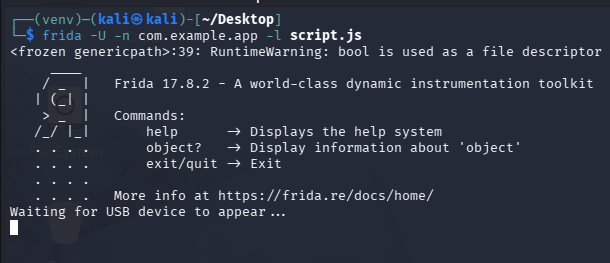 ┌──(venv)─(kali㉿kali)-[~/Desktop]
└─$ frida -U -n com.example.app -l script.js
<frozen genericpath>:39: RuntimeWarning: bool is used as a file descriptor
     ____
    / _  |   Frida 17.8.2 - A world-class dynamic instrumentation toolkit
   | (_| |
    > _  |   Commands:
   /_/ |_|       help      -> Displays the help system
   . . . .       object?   -> Display information about 'object'
   . . . .       exit/quit -> Exit
   . . . .
   . . . .   More info at https://frida.re/docs/home/
Waiting for USB device to appear...